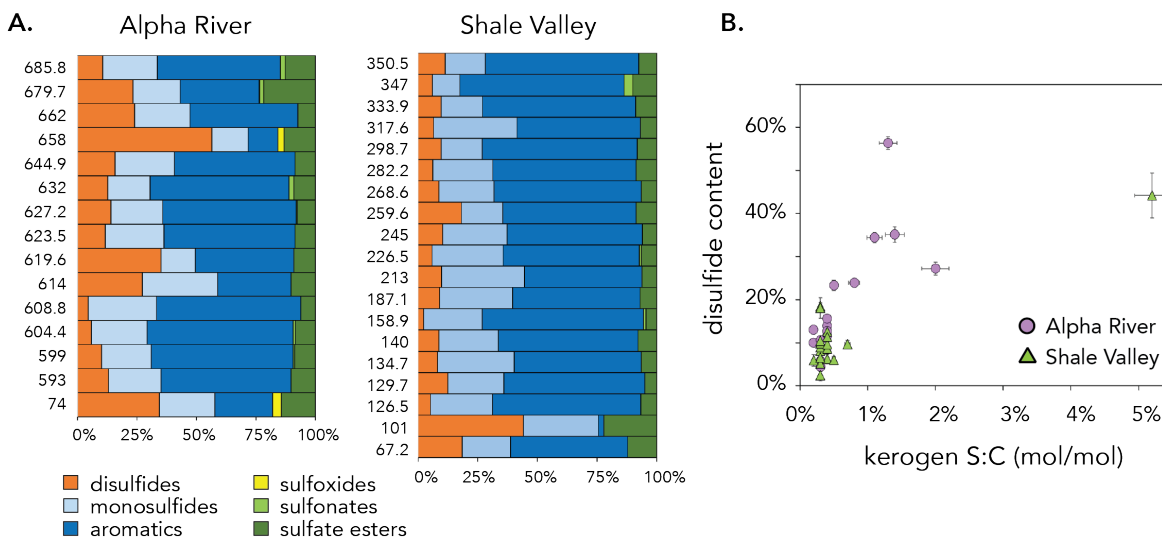 A.
Alpha River
685.8
679.7
662
658
644.9
632
627.2
623.5
619.6
614
608.8
604.4
599
593
74
0% 25% 50% 75% 100%
Shale Valley
350.5
347
333.9
317.6
298.7
282.2
268.6
259.6
245
226.5
213
187.1
158.9
140
134.7
129.7
126.5
101
67.2
0% 25% 50% 75% 100%
disulfides
monosulfides
aromatics
sulfoxides
sulfonates
sulfate esters
B.
disulfide content
60%
40%
20%
0%
0% 1% 2% 3% 4% 5%
kerogen S:C (mol/mol)
Alpha River
Shale Valley